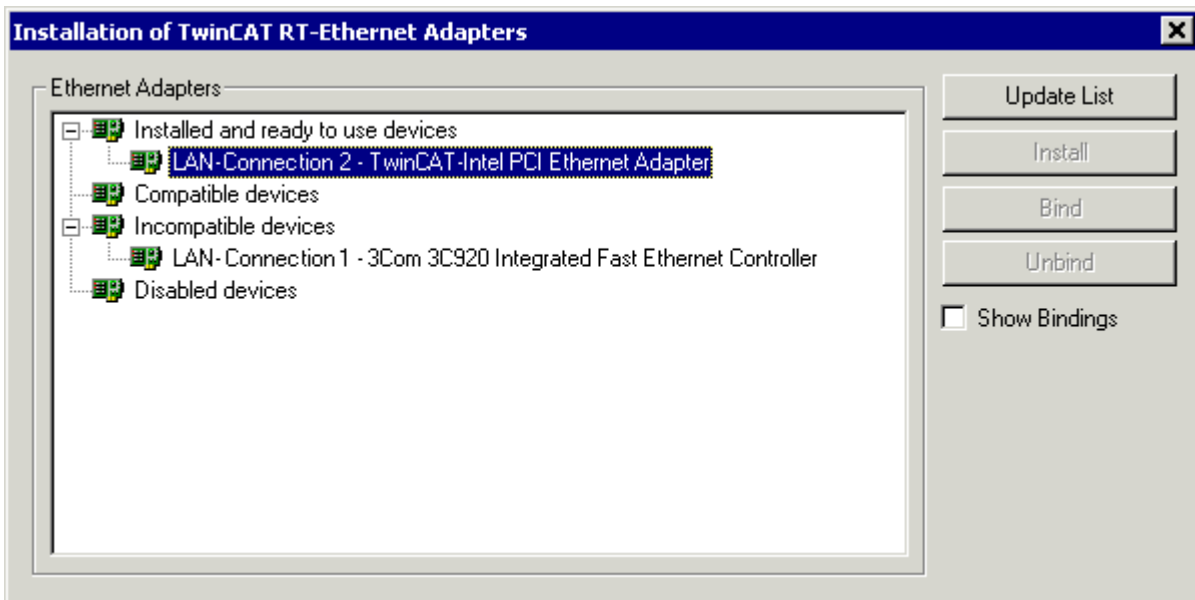 Installation of TwinCAT RT-Ethernet Adapters
Ethernet Adapters
Installed and ready to use devices
LAN-Connection 2 - TwinCAT-Intel PCI Ethernet Adapter
Compatible devices
Incompatible devices
LAN- Connection 1 - 3Com 3C920 Integrated Fast Ethernet Controller
Disabled devices
Update List
Install
Bind
Unbind
Show Bindings